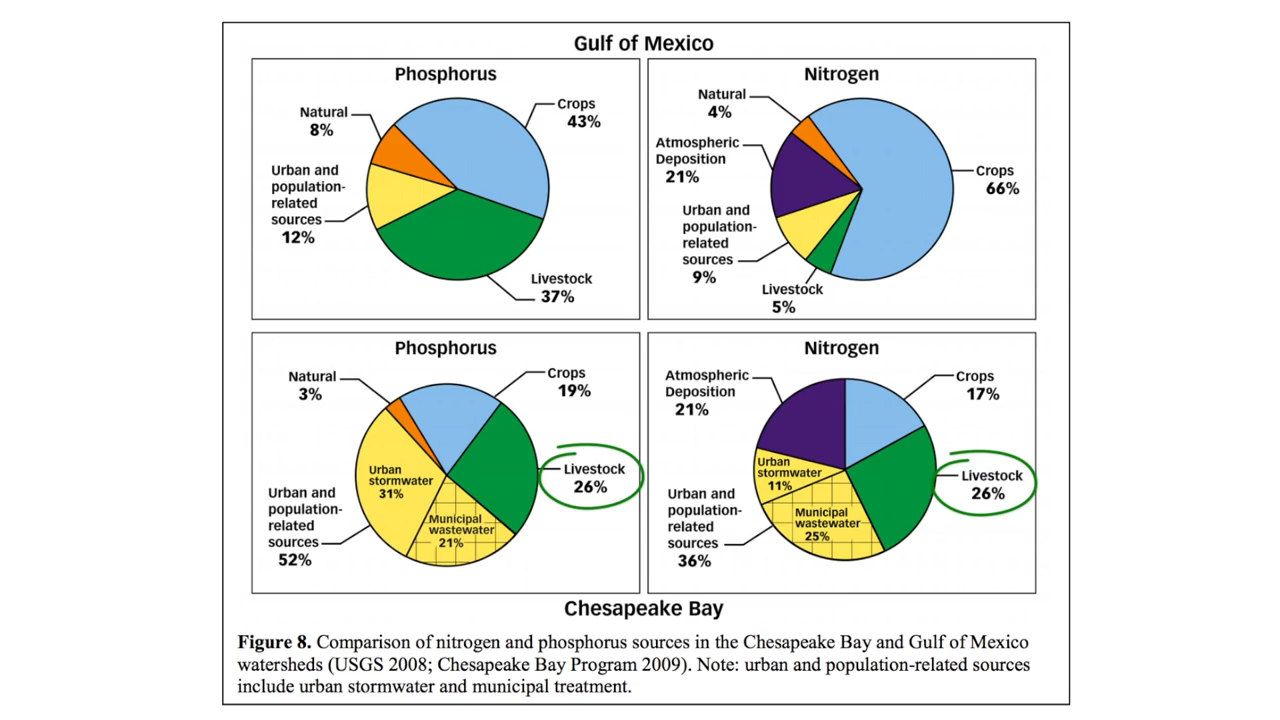 Gulf of Mexico
Phosphorus
Natural
8%
Crops
43%
Urban and
population-
related
sources
12%
Livestock
37%
Nitrogen
Natural
4%
Atmospheric
Deposition
21%
Crops
66%
Urban and
population-
related
sources
9%
Livestock
5%
Phosphorus
Natural
3%
Crops
19%
Urban
stormwater
31%
Livestock
26%
Urban and
population-
related
sources
52%
Municipal
wastewater
21%
Nitrogen
Atmospheric
Deposition
21%
Crops
17%
Urban
stormwater
11%
Livestock
26%
Urban and
population-
related
sources
36%
Municipal
wastewater
25%
Chesapeake Bay
Figure 8. Comparison of nitrogen and phosphorus sources in the Chesapeake Bay and Gulf of Mexico
watersheds (USGS 2008; Chesapeake Bay Program 2009). Note: urban and population-related sources
include urban stormwater and municipal treatment.